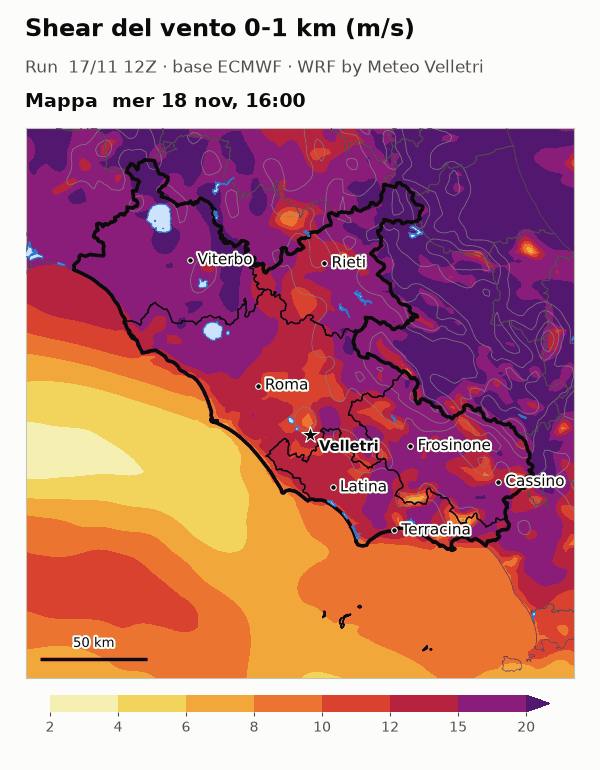 Shear del vento 0-1 km (m/s)
Run  17/11 12Z · base ECMWF · WRF by Meteo Velletri
Mappa  mer 18 nov, 16:00
Viterbo
Rieti
Roma
Velletri
Frosinone
Latina
Cassino
Terracina
50 km
2 4 6 8 10 12 15 20